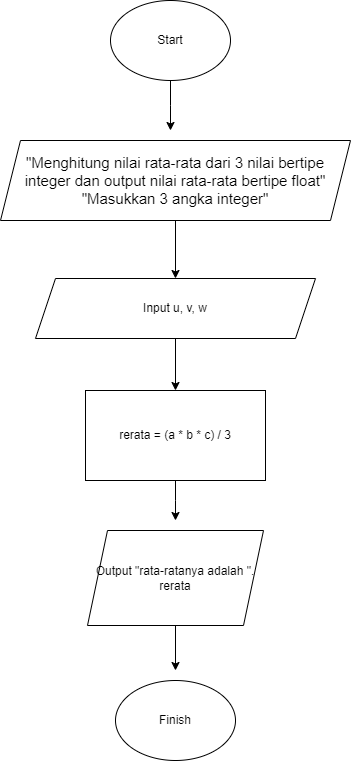 Start
"Menghitung nilai rata-rata dari 3 nilai bertipe
integer dan output nilai rata-rata bertipe float"
"Masukkan 3 angka integer"
Input u, v, w
rerata = (a * b * c) / 3
Output "rata-ratanya adalah ".
rerata
Finish